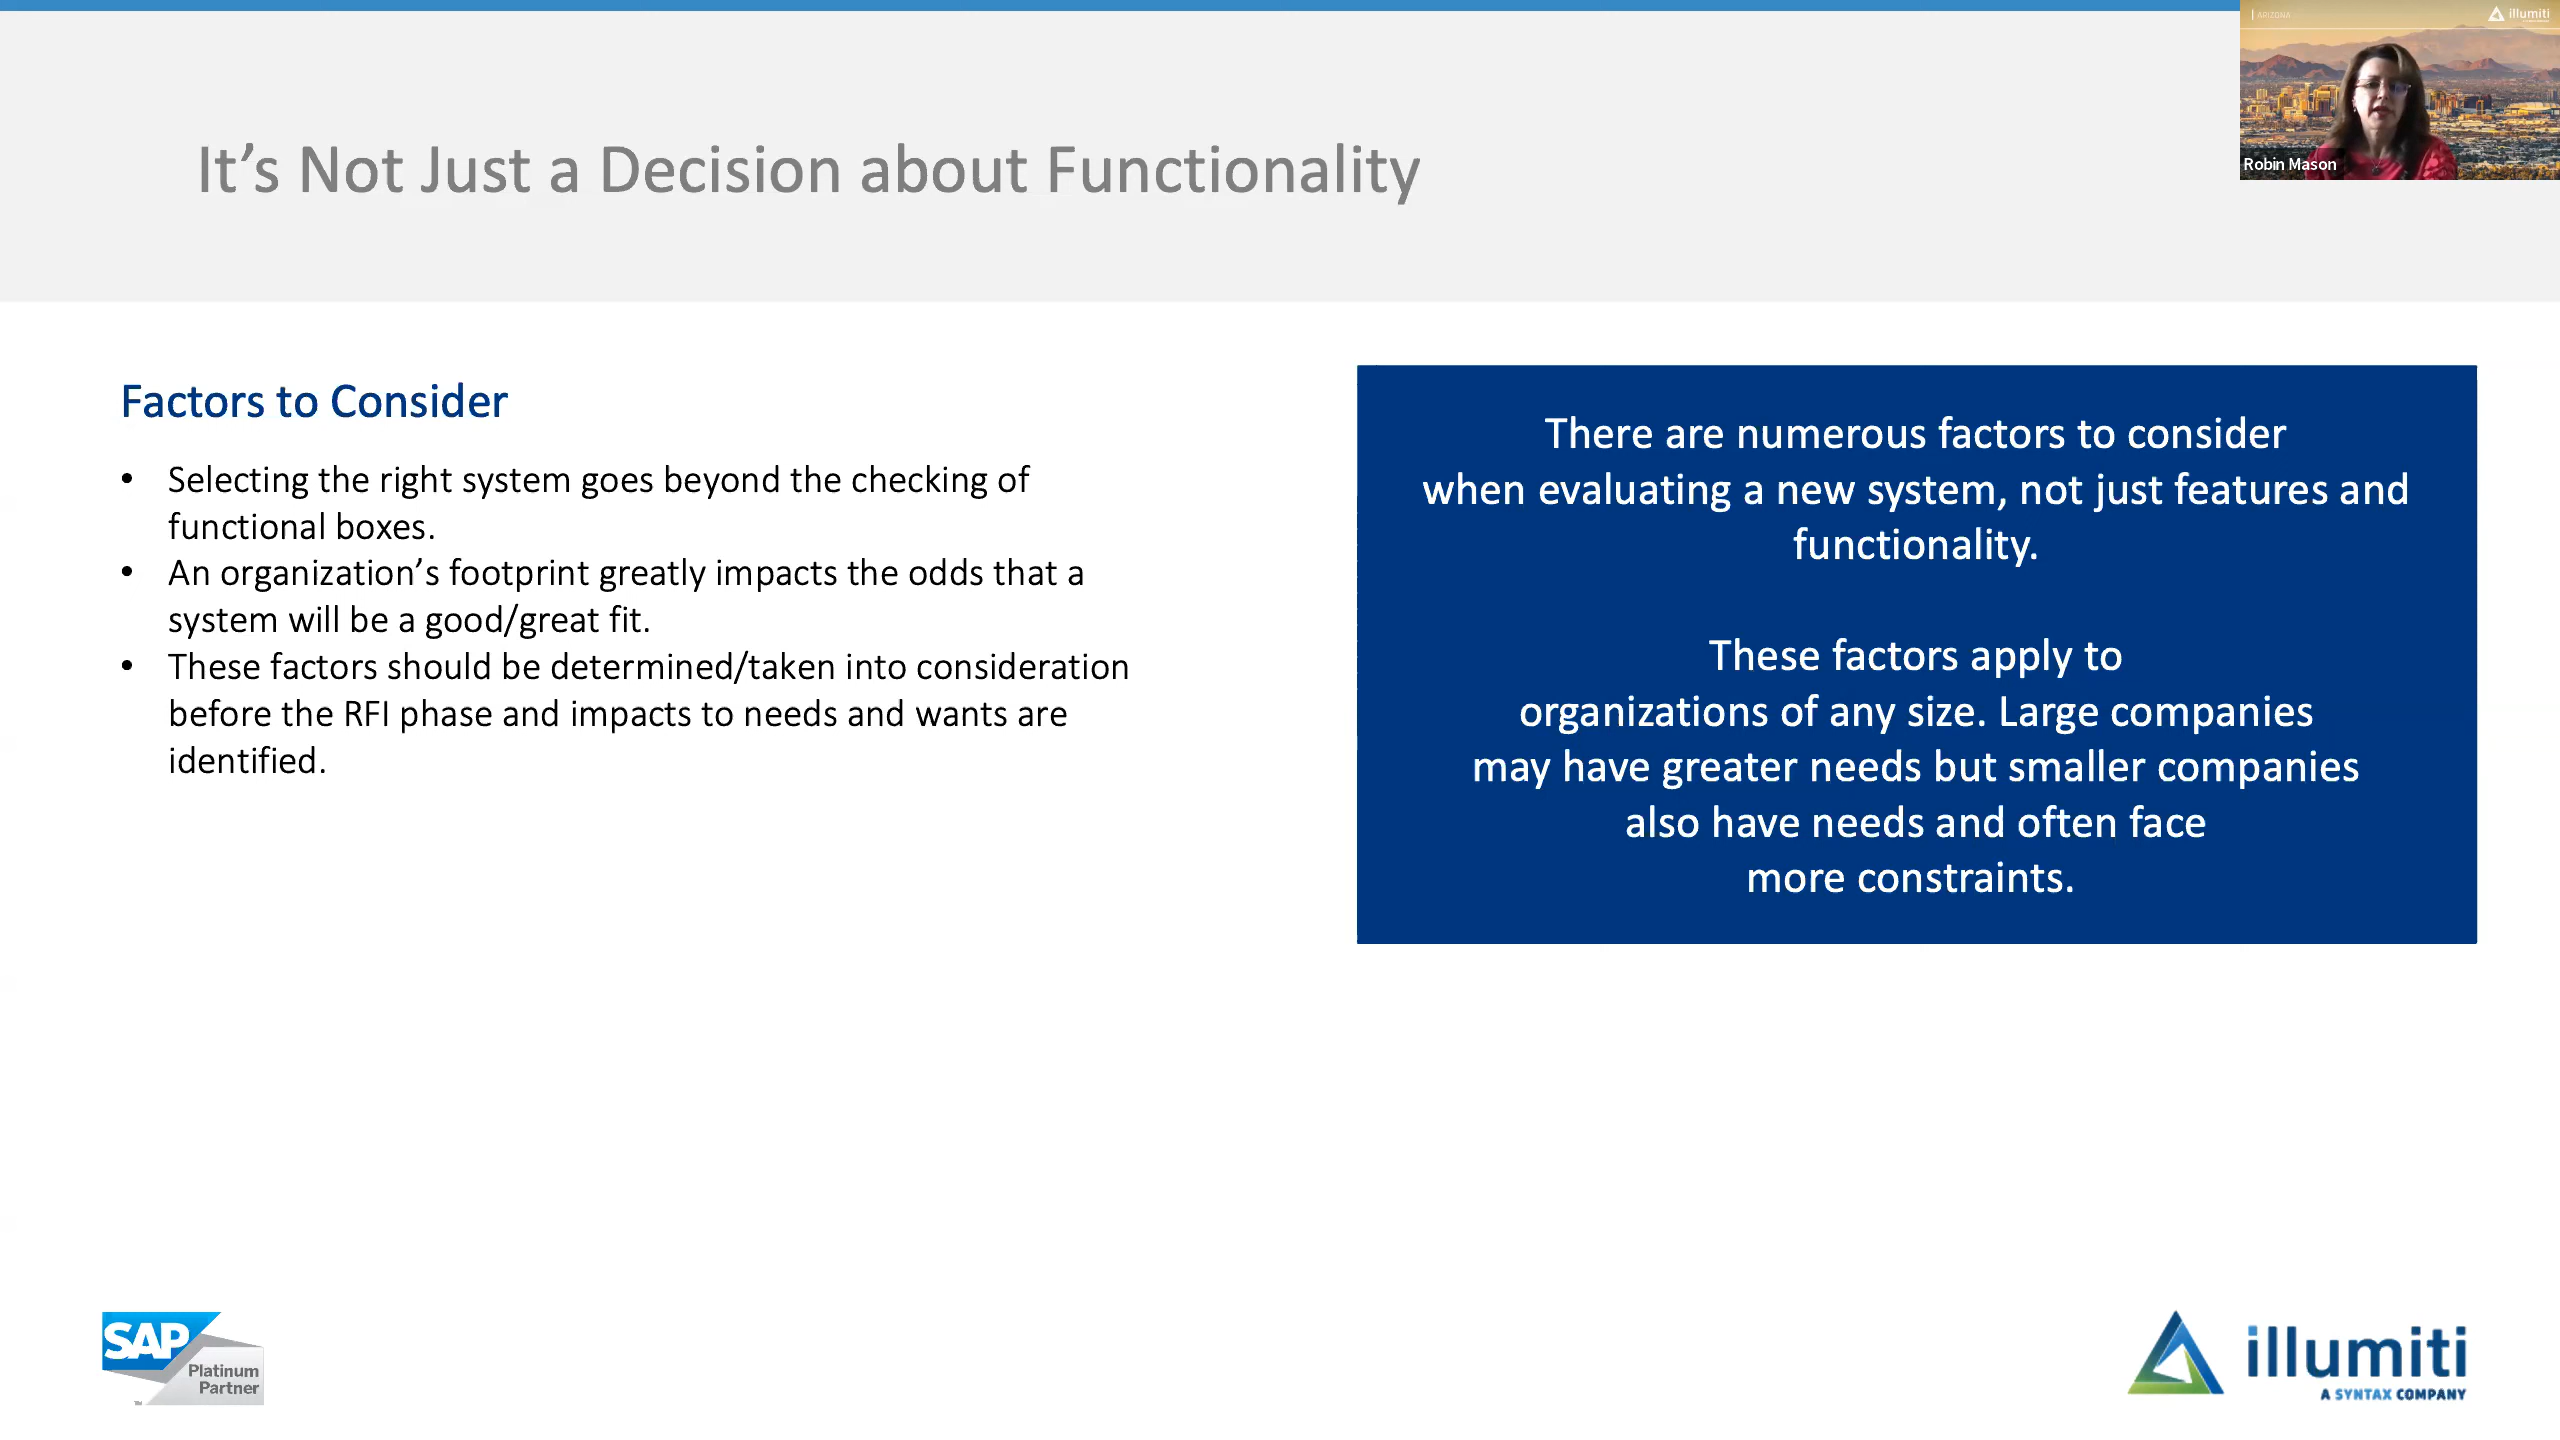 | ARIZONA
illumiti
Robin Mason
It’s Not Just a Decision about Functionality
Factors to Consider
• Selecting the right system goes beyond the checking of
functional boxes.
• An organization’s footprint greatly impacts the odds that a
system will be a good/great fit.
• These factors should be determined/taken into consideration
before the RFI phase and impacts to needs and wants are
identified.
There are numerous factors to consider
when evaluating a new system, not just features and
functionality.
These factors apply to
organizations of any size. Large companies
may have greater needs but smaller companies
also have needs and often face
more constraints.
SAP
Platinum
Partner
TM
illumiti
A SYNTAX COMPANY